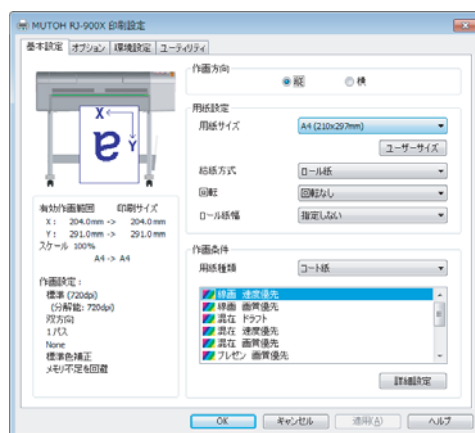 MUTOH RJ-900X 印刷設定
基本設定 オプション 環境設定 ユーティリティ
作画方向
縦 横
用紙設定
用紙サイズ A4 (210x297mm)
ユーザーサイズ
給紙方式 ロール紙
回転 回転なし
ロール紙幅 指定しない
X
Y
a
有効作画範囲 印刷サイズ
X : 204.0mm -> 204.0mm
Y : 291.0mm -> 291.0mm
スケール 100%
A4 -> A4
作画設定 :
標準 (720dpi)
(分解能: 720dpi)
双方向
1パス
None
標準色補正
メモリ不足を回避
作画条件
用紙種類 コート紙
線画 速度優先
線画 画質優先
混在 ドラフト
混在 速度優先
混在 画質優先
プレゼン 画質優先
詳細設定
OK キャンセル 適用(A) ヘルプ